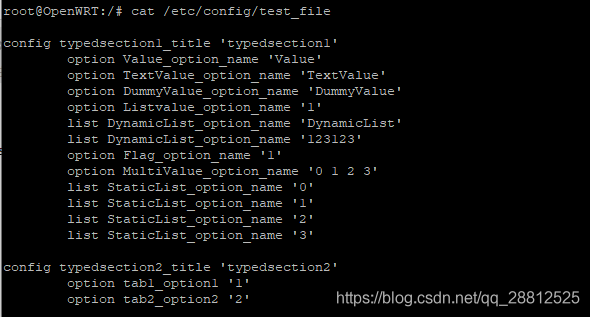 root@OpenWRT:/# cat /etc/config/test_file
config typedsection1_title 'typedsection1'
option Value_option_name 'Value'
option TextValue_option_name 'TextValue'
option DummyValue_option_name 'DummyValue'
option Listvalue_option_name '1'
list DynamicList_option_name 'DynamicList'
list DynamicList_option_name '123123'
option Flag_option_name '1'
option MultiValue_option_name '0 1 2 3'
list StaticList_option_name '0'
list StaticList_option_name '1'
list StaticList_option_name '2'
list StaticList_option_name '3'
config typedsection2_title 'typedsection2'
option tab1_option1 '1'
option tab2_option2 '2'
https://blog.csdn.net/qq_28812525